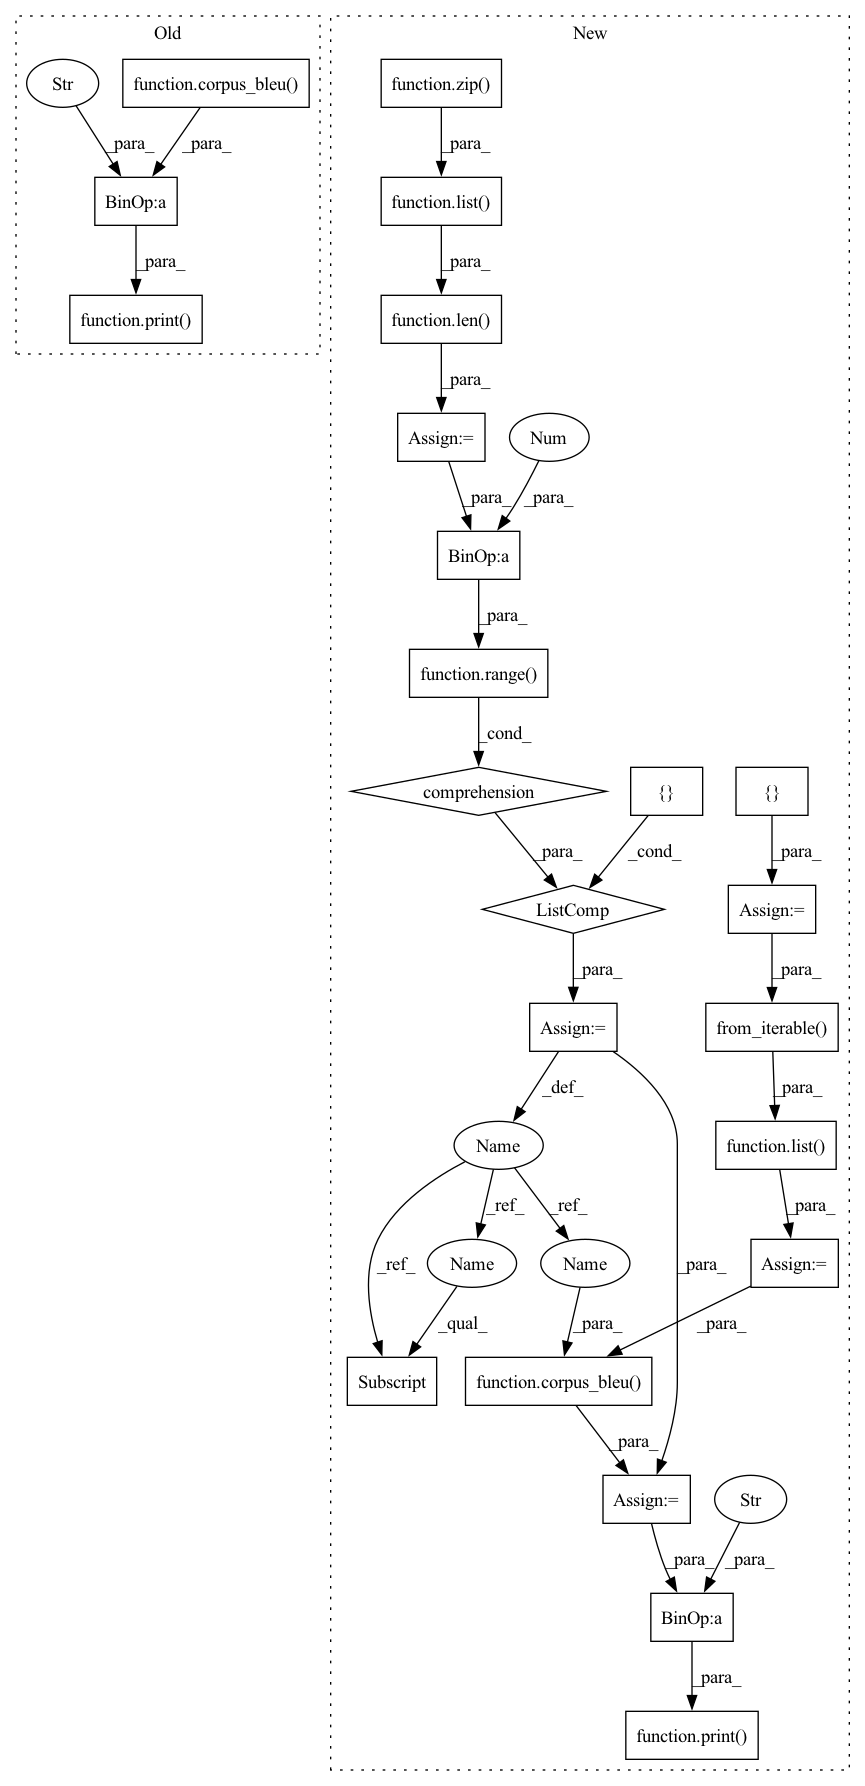 Old
New
Str
function.corpus_bleu()
function.zip()
_para_
_para_
_para_
BinOp:a
function.list()
_para_
_para_
function.print()
function.len()
_para_
Assign:=
Num
_para_
_para_
BinOp:a
_para_
function.range()
_cond_
comprehension
{}
{}
_para_
_cond_
_para_
ListComp
Assign:=
_para_
_para_
Assign:=
from_iterable()
_def_
_para_
Name
function.list()
_ref_
_ref_
_para_
_ref_
Name
Name
_para_
Assign:=
_qual_
_para_
_para_
Subscript
function.corpus_bleu()
_para_
Assign:=
Str
_para_
_para_
BinOp:a
_para_
function.print()